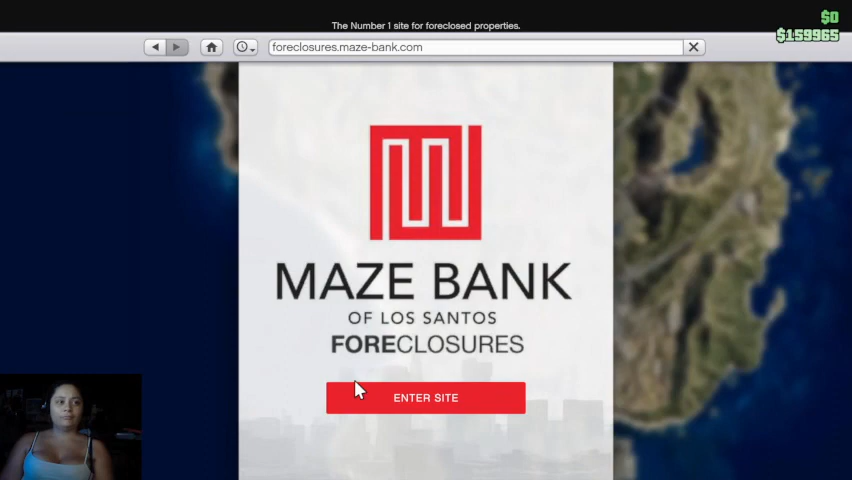 The Number 1 site for foreclosed properties.
$0
$159965
foreclosures.maze-bank.com
MAZE BANK
OF LOS SANTOS
FORECLOSURES
ENTER SITE